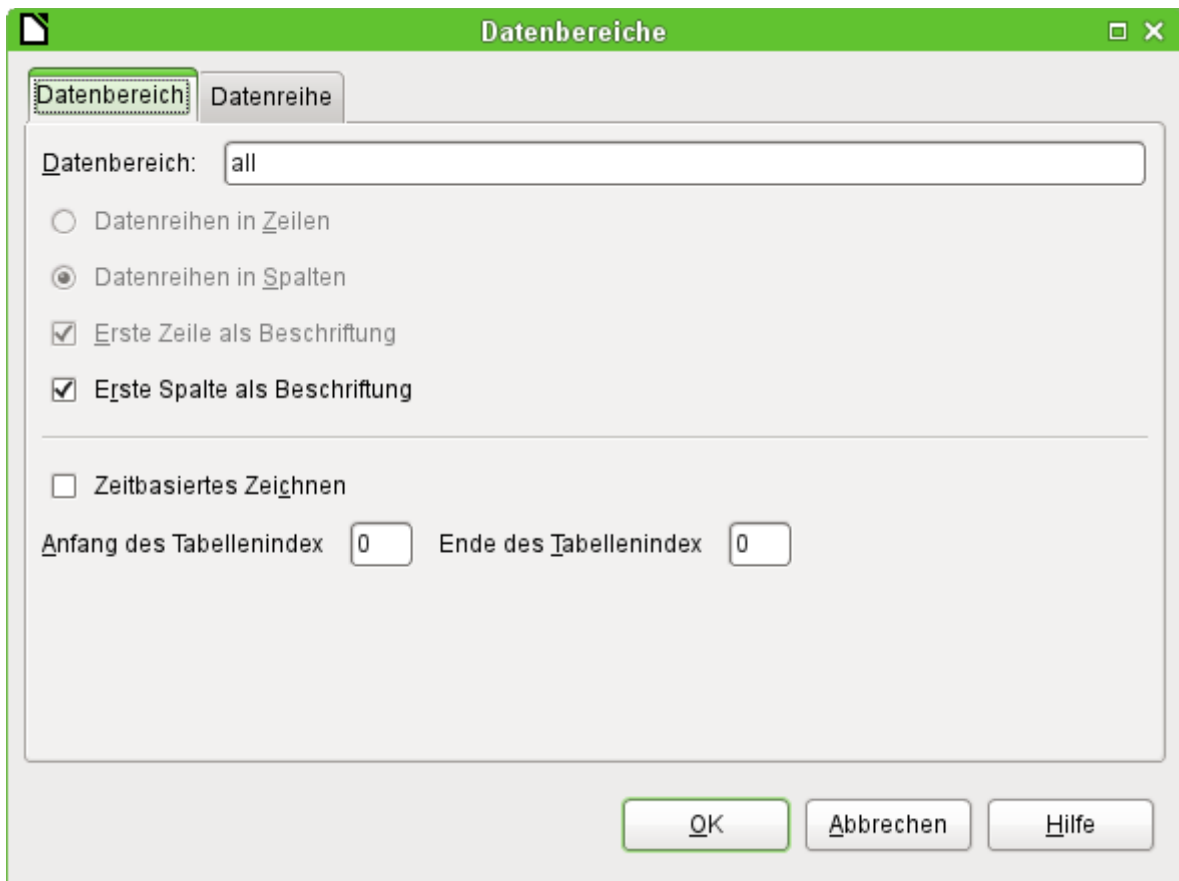 Datenbereiche
Datenbereich Datenreihe
Datenbereich: all
Datenreihen in Zeilen
Datenreihen in Spalten
Erste Zeile als Beschriftung
Erste Spalte als Beschriftung
Zeitbasiertes Zeichnen
Anfang des Tabellenindex 0 Ende des Tabellenindex 0
OK Abbrechen Hilfe